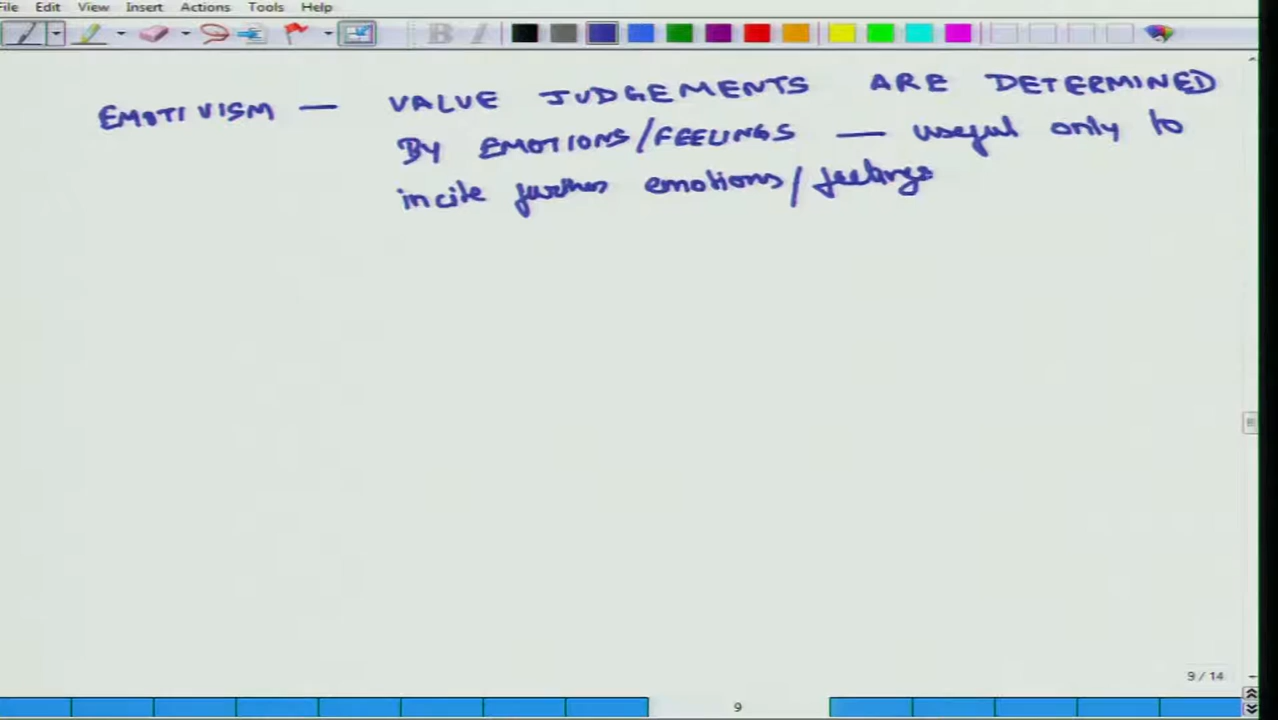 File Edit View Insert Actions Tools Help
B I
EMOTIVISM — VALUE JUDGEMENTS ARE DETERMINED
BY EMOTIONS/FEELINGS — useful only to
incite further emotions/feelings
9 / 14
9